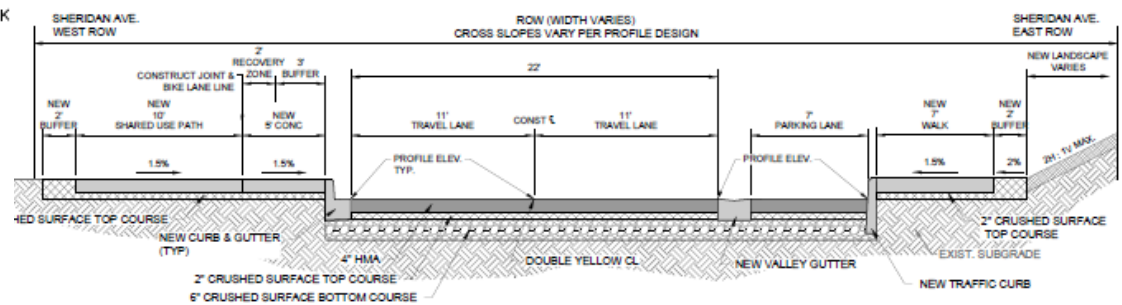 K
SHERIDAN AVE.
WEST ROW
ROW (WIDTH VARIES)
CROSS SLOPES VARY PER PROFILE DESIGN
SHERIDAN AVE.
EAST ROW
2'
RECOVERY
ZONE
3'
BUFFER
CONSTRUCT JOINT &
BIKE LANE LINE
22'
NEW LANDSCAPE
VARIES
NEW
2'
BUFFER
NEW
10'
SHARED USE PATH
NEW
5' CONC
11'
TRAVEL LANE
CONST ℄
11'
TRAVEL LANE
7'
PARKING LANE
NEW
7'
WALK
NEW
2'
BUFFER
1.5%
1.5%
PROFILE ELEV.
TYP.
PROFILE ELEV.
1.5%
2%
2H : 1V MAX.
HED SURFACE TOP COURSE
NEW CURB & GUTTER
(TYP)
4" HMA
2" CRUSHED SURFACE TOP COURSE
6" CRUSHED SURFACE BOTTOM COURSE
DOUBLE YELLOW CL
NEW VALLEY GUTTER
2" CRUSHED SURFACE
TOP COURSE
EXIST. SUBGRADE
NEW TRAFFIC CURB